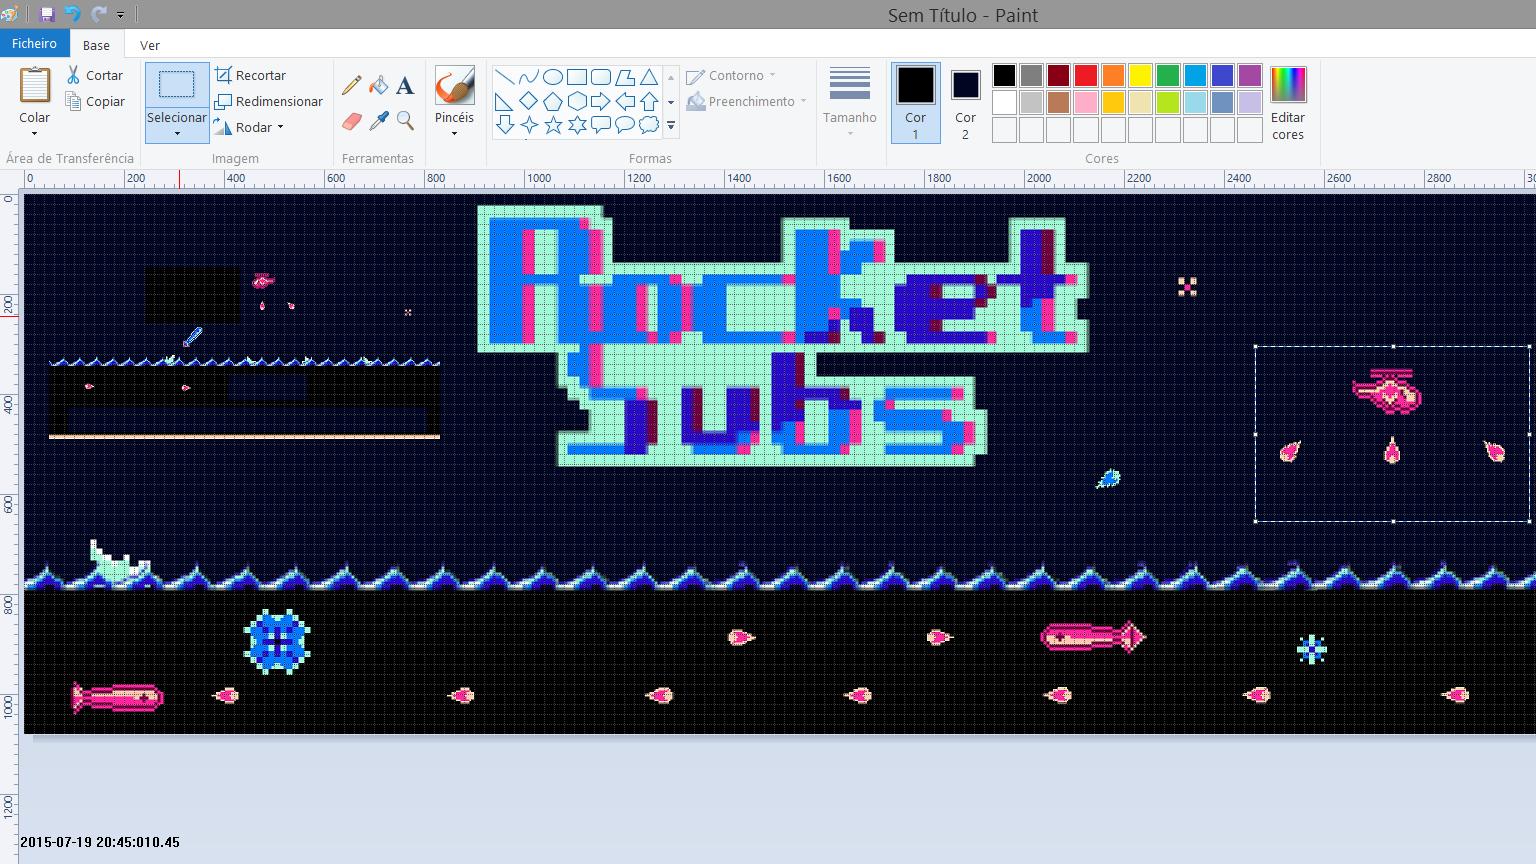 Sem Título - Paint
Ficheiro Base Ver
Colar
Cortar
Copiar
Área de Transferência
Selecionar
Recortar
Redimensionar
Rodar
Imagem
A
Ferramentas
Pincéis
Contorno
Preenchimento
Formas
Tamanho
Cor 1
Cor 2
Editar cores
Cores
0 200 400 600 800 1000 1200 1400 1600 1800 2000 2200 2400 2600 2800 30
0
200
400
600
800
1000
1200
Rocket
Subs
2015-07-19 20:45:010.45